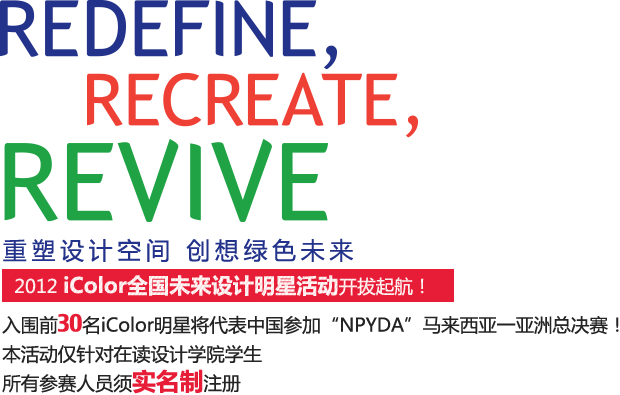 REDEFINE,
RECREATE,
REVIVE
重塑设计空间 创想绿色未来
2012 iColor全国未来设计明星活动开拔起航！
入围前30名iColor明星将代表中国参加“NPYDA”马来西亚一亚洲总决赛！
本活动仅针对在读设计学院学生
所有参赛人员须实名制注册